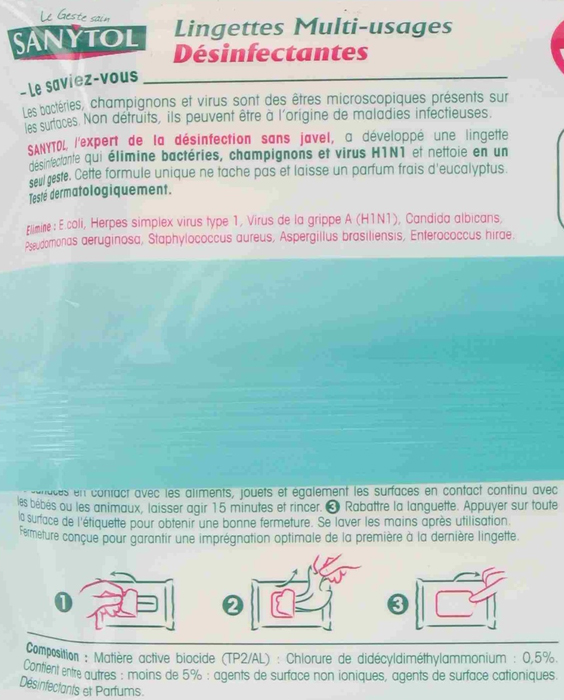 Le Geste sain
SANYTOL
Lingettes Multi-usages
Désinfectantes
- Le saviez-vous
Les bactéries, champignons et virus sont des êtres microscopiques présents sur
les surfaces. Non détruits, ils peuvent être à l'origine de maladies infectieuses.
SANYTOL, l'expert de la désinfection sans javel, a développé une lingette
désinfectante qui élimine bactéries, champignons et virus H1N1 et nettoie en un
seul geste. Cette formule unique ne tache pas et laisse un parfum frais d'eucalyptus.
Testé dermatologiquement.
Elimine : E.coli, Herpes simplex virus type 1, Virus de la grippe A (H1N1), Candida albicans,
Pseudomonas aeruginosa, Staphylococcus aureus, Aspergillus brasiliensis, Enterococcus hirae.
en contact avec les aliments, jouets et également les surfaces en contact continu avec
les bébés ou les animaux, laisser agir 15 minutes et rincer. 3 Rabattre la languette. Appuyer sur toute
la surface de l'étiquette pour obtenir une bonne fermeture. Se laver les mains après utilisation.
Fermeture conçue pour garantir une imprégnation optimale de la première à la dernière lingette.
1 2 3
Composition : Matière active biocide (TP2/AL) : Chlorure de didécyldiméthylammonium : 0,5%.
Contient entre autres : moins de 5% : agents de surface non ioniques, agents de surface cationiques.
Désinfectants et Parfums.